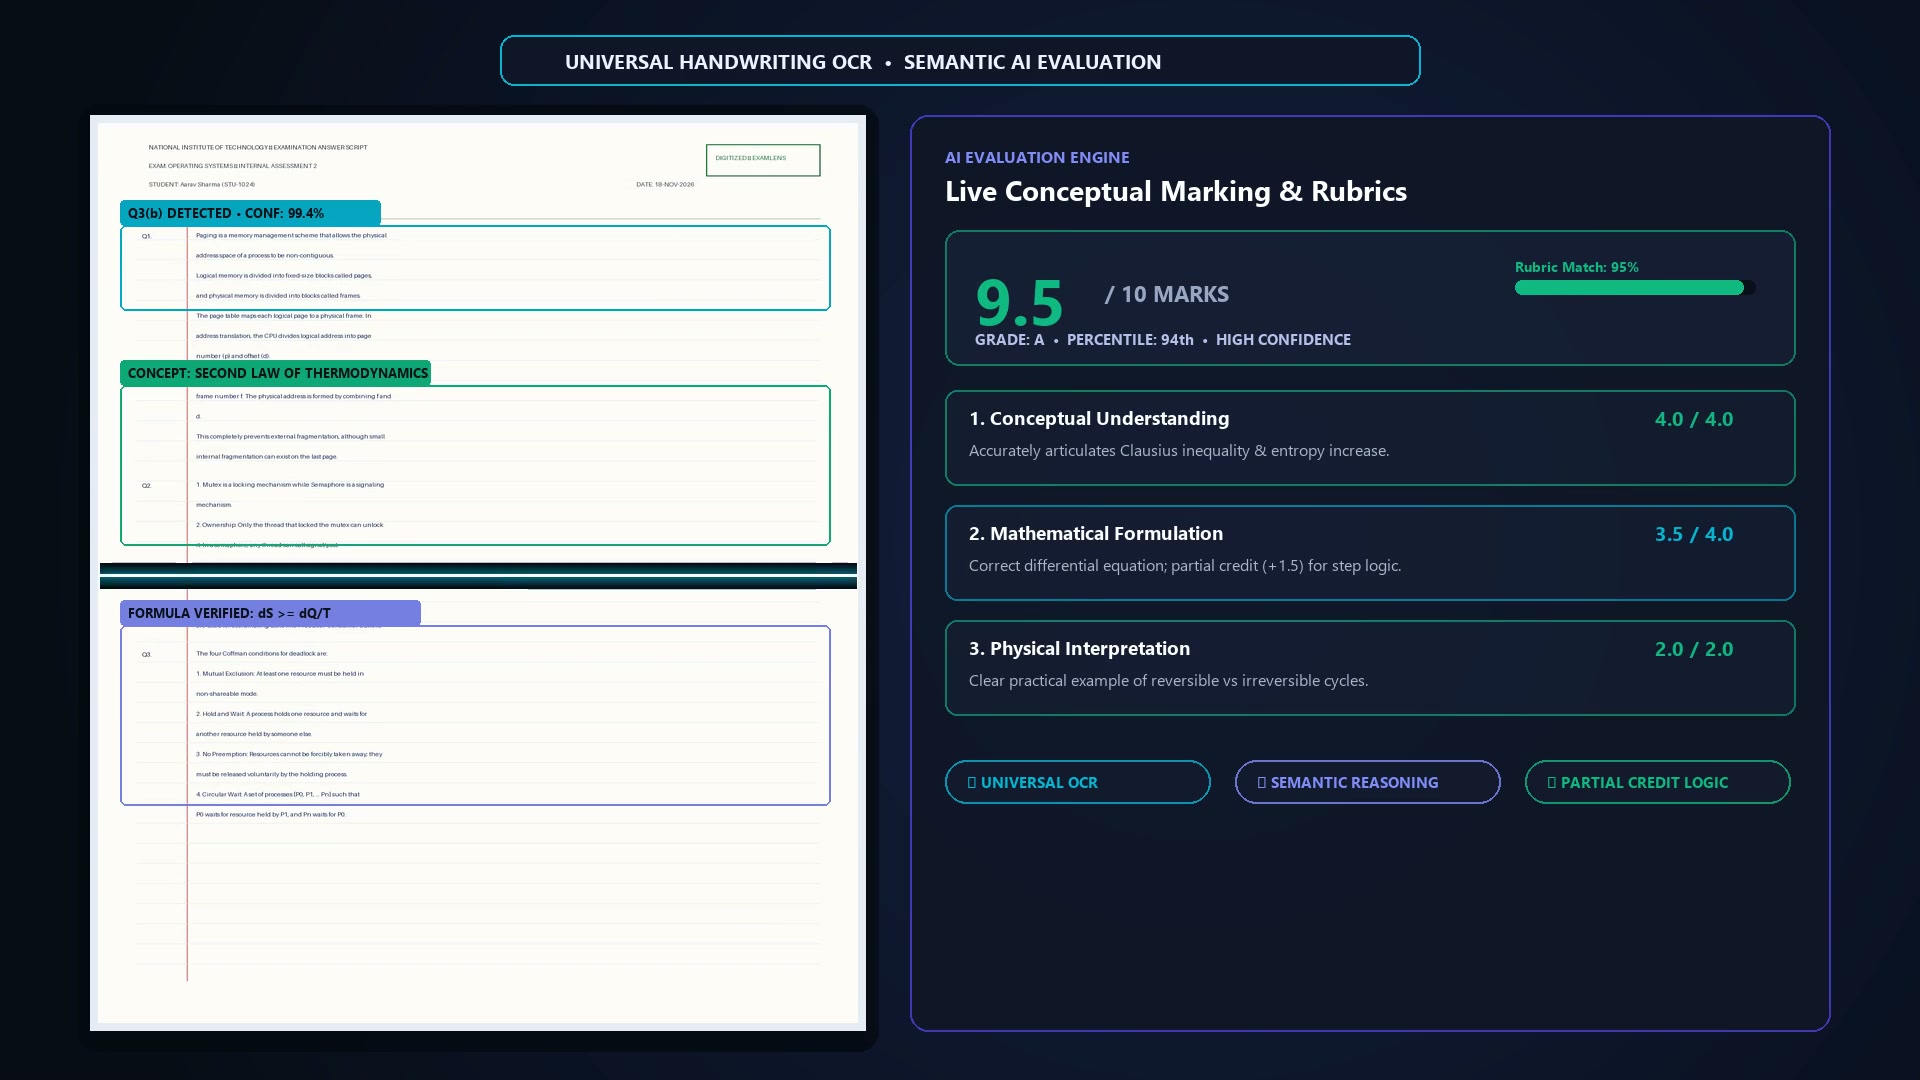 UNIVERSAL HANDWRITING OCR • SEMANTIC AI EVALUATION
NATIONAL INSTITUTE OF TECHNOLOGY EXAMINATION ANSWER SCRIPT
EXAM: OPERATING SYSTEMS INTERNAL ASSESSMENT 2
STUDENT: Aarav Sharma (STU-1024)
DATE: 18-NOV-2026
DIGITIZED EXAMLENS
Q3(b) DETECTED • CONF: 99.4%
Q1. Paging is a memory management scheme that allows the physical
address space of a process to be non-contiguous.
Logical memory is divided into fixed-size blocks called pages,
and physical memory is divided into blocks called frames.
The page table maps each logical page to a physical frame. In
address translation, the CPU divides logical address into page
number (p) and offset (d).
CONCEPT: SECOND LAW OF THERMODYNAMICS
frame number f. The physical address is formed by combining f and
d.
This completely prevents external fragmentation, although small
internal fragmentation can exist on the last page.
Q2. 1. Mutex is a locking mechanism while Semaphore is a signaling
mechanism.
2. Ownership: Only the thread that locked the mutex can unlock
it. In a semaphore, any thread can call signal/post.
FORMULA VERIFIED: dS >= dQ/T
Q3. The four Coffman conditions for deadlock are:
1. Mutual Exclusion: At least one resource must be held in
non-shareable mode.
2. Hold and Wait: A process holds one resource and waits for
another resource held by someone else.
3. No Preemption: Resources cannot be forcibly taken away; they
must be released voluntarily by the holding process.
4. Circular Wait: A set of processes {P0, P1, .. Pn} such that
P0 waits for resource held by P1, and Pn waits for P0.
AI EVALUATION ENGINE
Live Conceptual Marking & Rubrics
9.5 / 10 MARKS
Rubric Match: 95%
GRADE: A • PERCENTILE: 94th • HIGH CONFIDENCE
1. Conceptual Understanding 4.0 / 4.0
Accurately articulates Clausius inequality & entropy increase.
2. Mathematical Formulation 3.5 / 4.0
Correct differential equation; partial credit (+1.5) for step logic.
3. Physical Interpretation 2.0 / 2.0
Clear practical example of reversible vs irreversible cycles.
UNIVERSAL OCR
SEMANTIC REASONING
PARTIAL CREDIT LOGIC